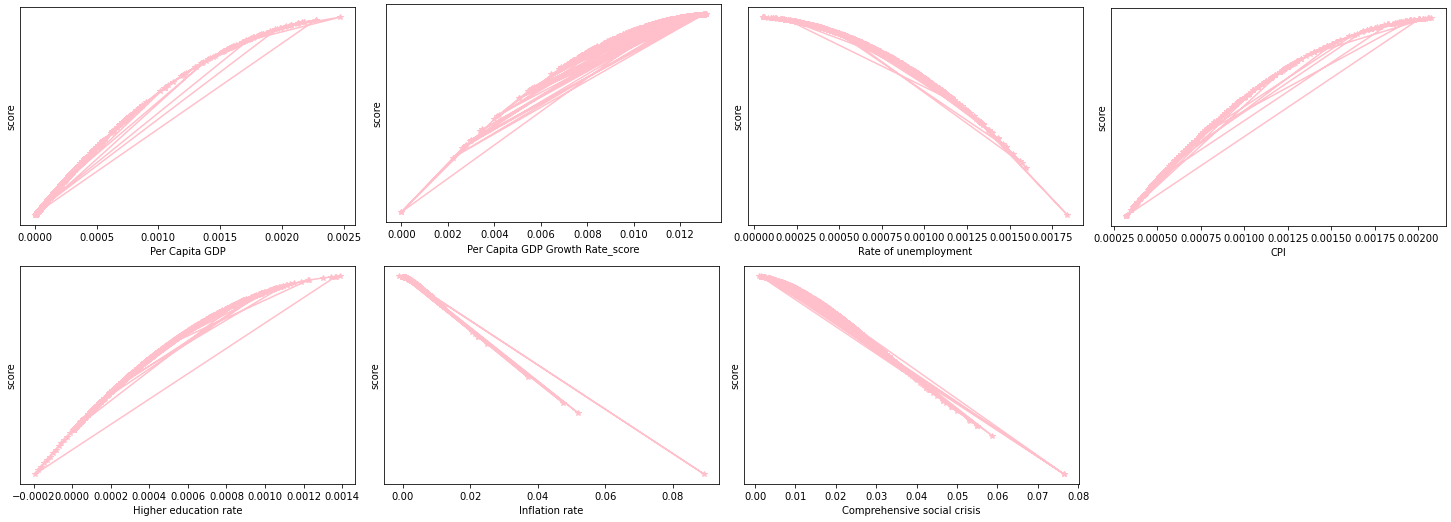 score
0.0000 0.0005 0.0010 0.0015 0.0020 0.0025
Per Capita GDP
score
0.000 0.002 0.004 0.006 0.008 0.010 0.012
Per Capita GDP Growth Rate_score
score
0.00000 0.00025 0.00050 0.00075 0.00100 0.00125 0.00150 0.00175
Rate of unemployment
score
0.00025 0.00050 0.00075 0.00100 0.00125 0.00150 0.00175 0.00200
CPI
score
−0.0002 0.0000 0.0002 0.0004 0.0006 0.0008 0.0010 0.0012 0.0014
Higher education rate
score
0.00 0.02 0.04 0.06 0.08
Inflation rate
score
0.00 0.01 0.02 0.03 0.04 0.05 0.06 0.07 0.08
Comprehensive social crisis